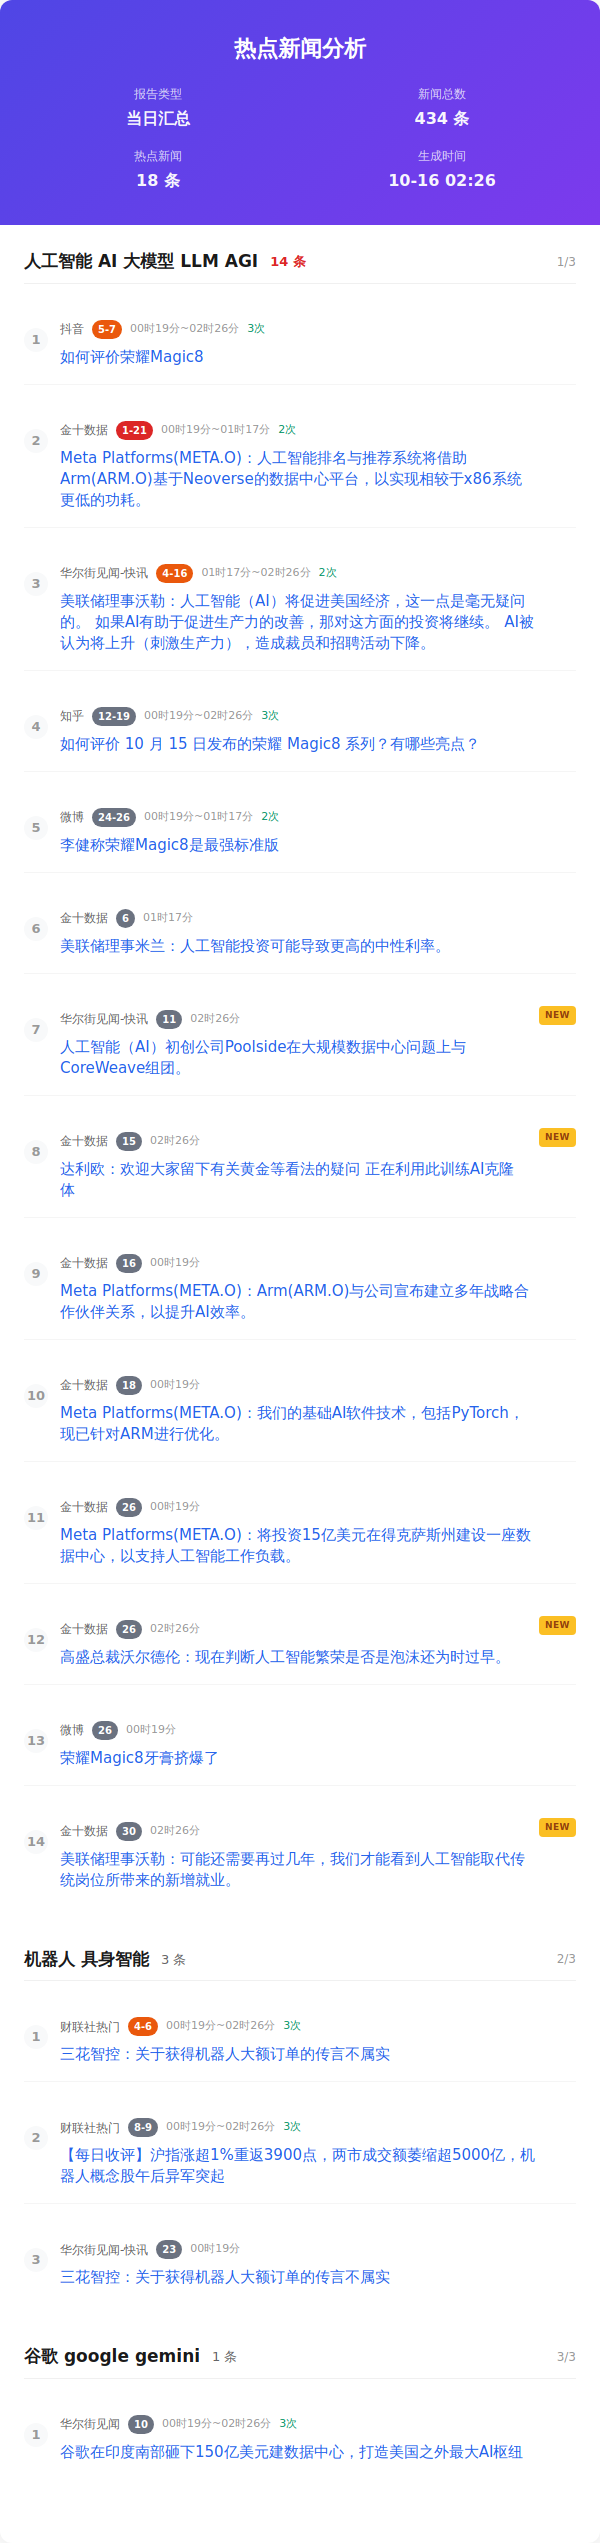 热点新闻分析
报告类型
新闻总数
当日汇总
434 条
热点新闻
生成时间
18 条
10-16 02:26
人工智能 AI 大模型 LLM AGI 14 条 1/3
1 抖音 5-7 00时19分~02时26分 3次
如何评价荣耀Magic8
2 金十数据 1-21 00时19分~01时17分 2次
Meta Platforms(META.O)：人工智能排名与推荐系统将借助
Arm(ARM.O)基于Neoverse的数据中心平台，以实现相较于x86系统
更低的功耗。
3 华尔街见闻-快讯 4-16 01时17分~02时26分 2次
美联储理事沃勒：人工智能（AI）将促进美国经济，这一点是毫无疑问
的。 如果AI有助于促进生产力的改善，那对这方面的投资将继续。 AI被
认为将上升（刺激生产力），造成裁员和招聘活动下降。
4 知乎 12-19 00时19分~02时26分 3次
如何评价 10 月 15 日发布的荣耀 Magic8 系列？有哪些亮点？
5 微博 24-26 00时19分~01时17分 2次
李健称荣耀Magic8是最强标准版
6 金十数据 6 01时17分
美联储理事米兰：人工智能投资可能导致更高的中性利率。
7 华尔街见闻-快讯 11 02时26分 NEW
人工智能（AI）初创公司Poolside在大规模数据中心问题上与
CoreWeave组团。
8 金十数据 15 02时26分 NEW
达利欧：欢迎大家留下有关黄金等看法的疑问 正在利用此训练AI克隆
体
9 金十数据 16 00时19分
Meta Platforms(META.O)：Arm(ARM.O)与公司宣布建立多年战略合
作伙伴关系，以提升AI效率。
10 金十数据 18 00时19分
Meta Platforms(META.O)：我们的基础AI软件技术，包括PyTorch，
现已针对ARM进行优化。
11 金十数据 26 00时19分
Meta Platforms(META.O)：将投资15亿美元在得克萨斯州建设一座数
据中心，以支持人工智能工作负载。
12 金十数据 26 02时26分 NEW
高盛总裁沃尔德伦：现在判断人工智能繁荣是否是泡沫还为时过早。
13 微博 26 00时19分
荣耀Magic8牙膏挤爆了
14 金十数据 30 02时26分 NEW
美联储理事沃勒：可能还需要再过几年，我们才能看到人工智能取代传
统岗位所带来的新增就业。
机器人 具身智能 3 条 2/3
1 财联社热门 4-6 00时19分~02时26分 3次
三花智控：关于获得机器人大额订单的传言不属实
2 财联社热门 8-9 00时19分~02时26分 3次
【每日收评】沪指涨超1%重返3900点，两市成交额萎缩超5000亿，机
器人概念股午后异军突起
3 华尔街见闻-快讯 23 00时19分
三花智控：关于获得机器人大额订单的传言不属实
谷歌 google gemini 1 条 3/3
1 华尔街见闻 10 00时19分~02时26分 3次
谷歌在印度南部砸下150亿美元建数据中心，打造美国之外最大AI枢纽